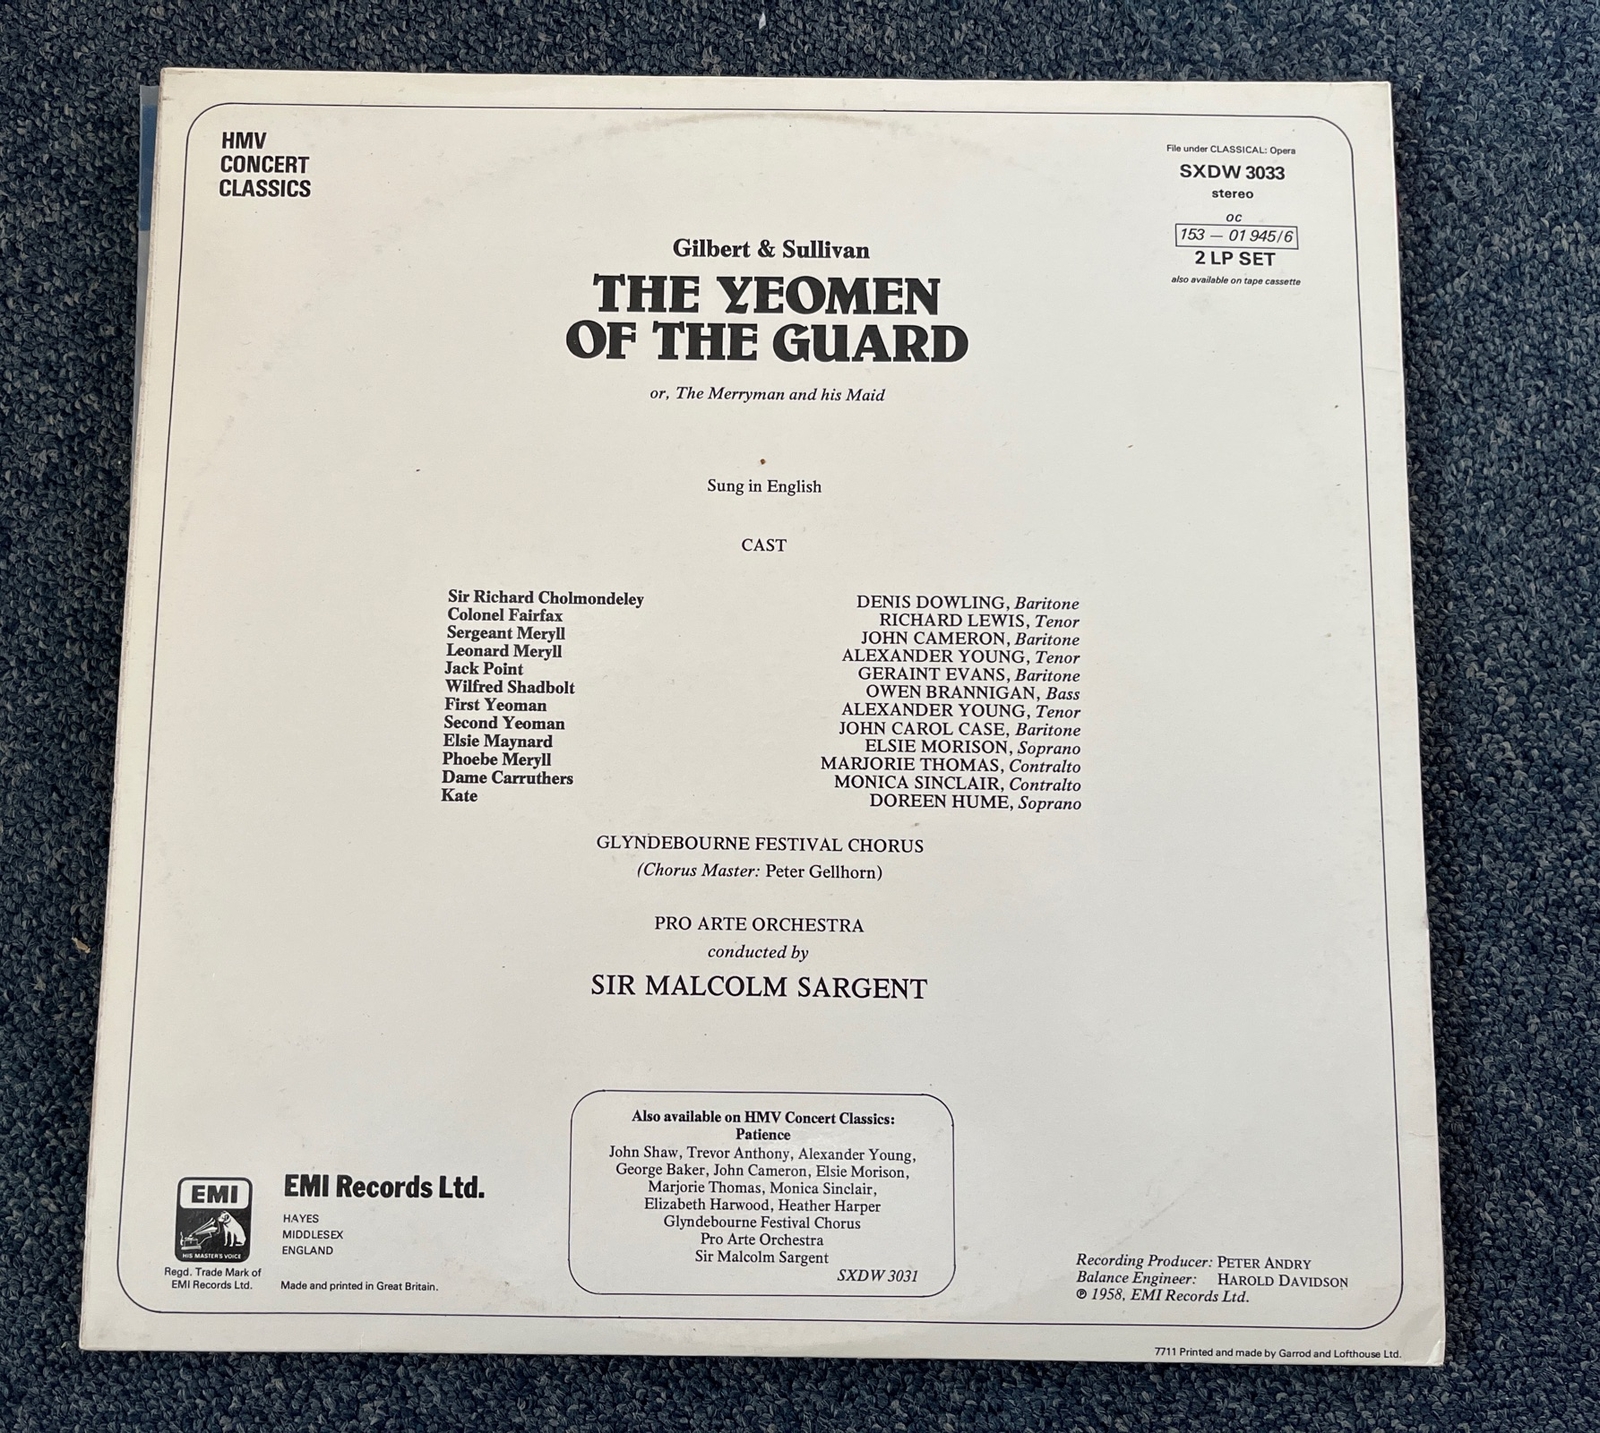 HMV
CONCERT
CLASSICS
File under CLASSICAL: Opera
SXDW 3033
stereo
OC
153 — 01 945/6
2 LP SET
also available on tape cassette
Gilbert & Sullivan
THE YEOMEN
OF THE GUARD
or, The Merryman and his Maid
Sung in English
CAST
Sir Richard Cholmondeley DENIS DOWLING, Baritone
Colonel Fairfax RICHARD LEWIS, Tenor
Sergeant Meryll JOHN CAMERON, Baritone
Leonard Meryll ALEXANDER YOUNG, Tenor
Jack Point GERAINT EVANS, Baritone
Wilfred Shadbolt OWEN BRANNIGAN, Bass
First Yeoman ALEXANDER YOUNG, Tenor
Second Yeoman JOHN CAROL CASE, Baritone
Elsie Maynard ELSIE MORISON, Soprano
Phoebe Meryll MARJORIE THOMAS, Contralto
Dame Carruthers MONICA SINCLAIR, Contralto
Kate DOREEN HUME, Soprano
GLYNDEBOURNE FESTIVAL CHORUS
(Chorus Master: Peter Gellhorn)
PRO ARTE ORCHESTRA
conducted by
SIR MALCOLM SARGENT
Also available on HMV Concert Classics:
Patience
John Shaw, Trevor Anthony, Alexander Young,
George Baker, John Cameron, Elsie Morison,
Marjorie Thomas, Monica Sinclair,
Elizabeth Harwood, Heather Harper
Glyndebourne Festival Chorus
Pro Arte Orchestra
Sir Malcolm Sargent
SXDW 3031
EMI
HIS MASTER'S VOICE
Regd. Trade Mark of
EMI Records Ltd.
EMI Records Ltd.
HAYES
MIDDLESEX
ENGLAND
Made and printed in Great Britain.
Recording Producer: PETER ANDRY
Balance Engineer: HAROLD DAVIDSON
℗ 1958, EMI Records Ltd.
7711 Printed and made by Garrod and Lofthouse Ltd.